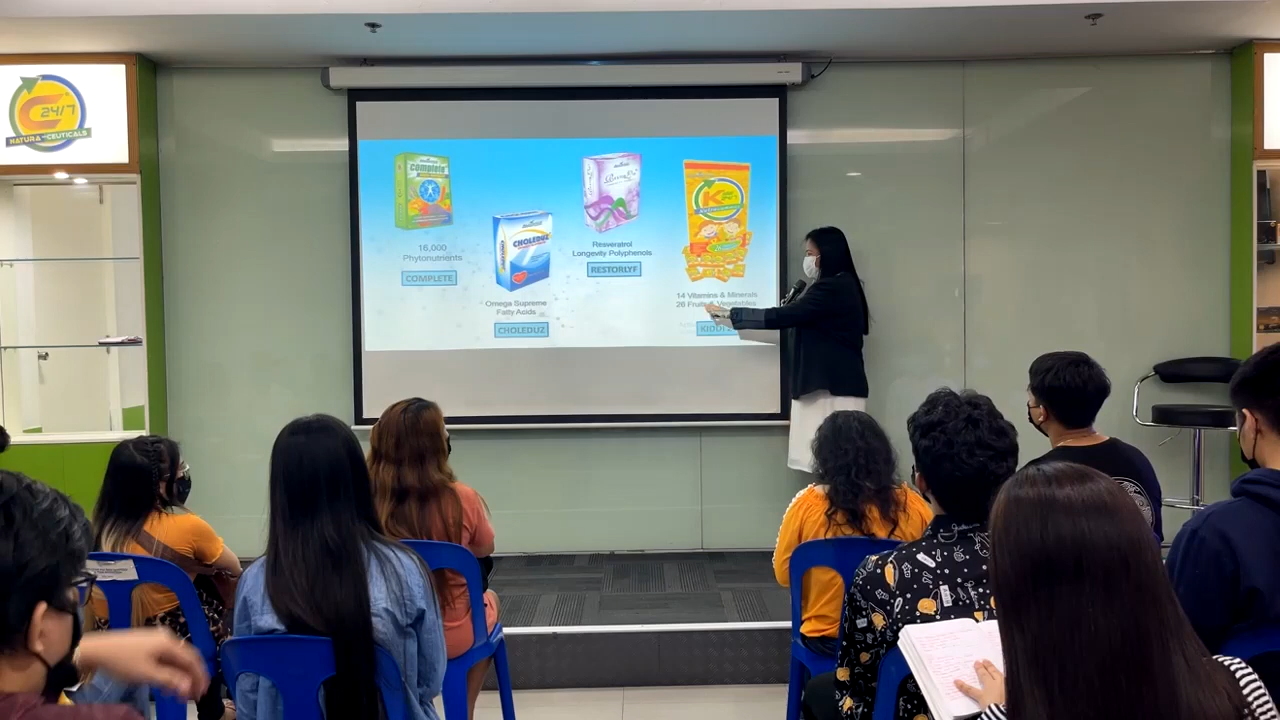 C 24/7
NATURA CEUTICALS
Complete
16,000
Phytonutrients
COMPLETE
CHOLEDUZ
Omega Supreme
Fatty Acids
CHOLEDUZ
Resveratrol
Longevity Polyphenols
RESTORLYF
14 Vitamins & Minerals
26 Fruits & Vegetables